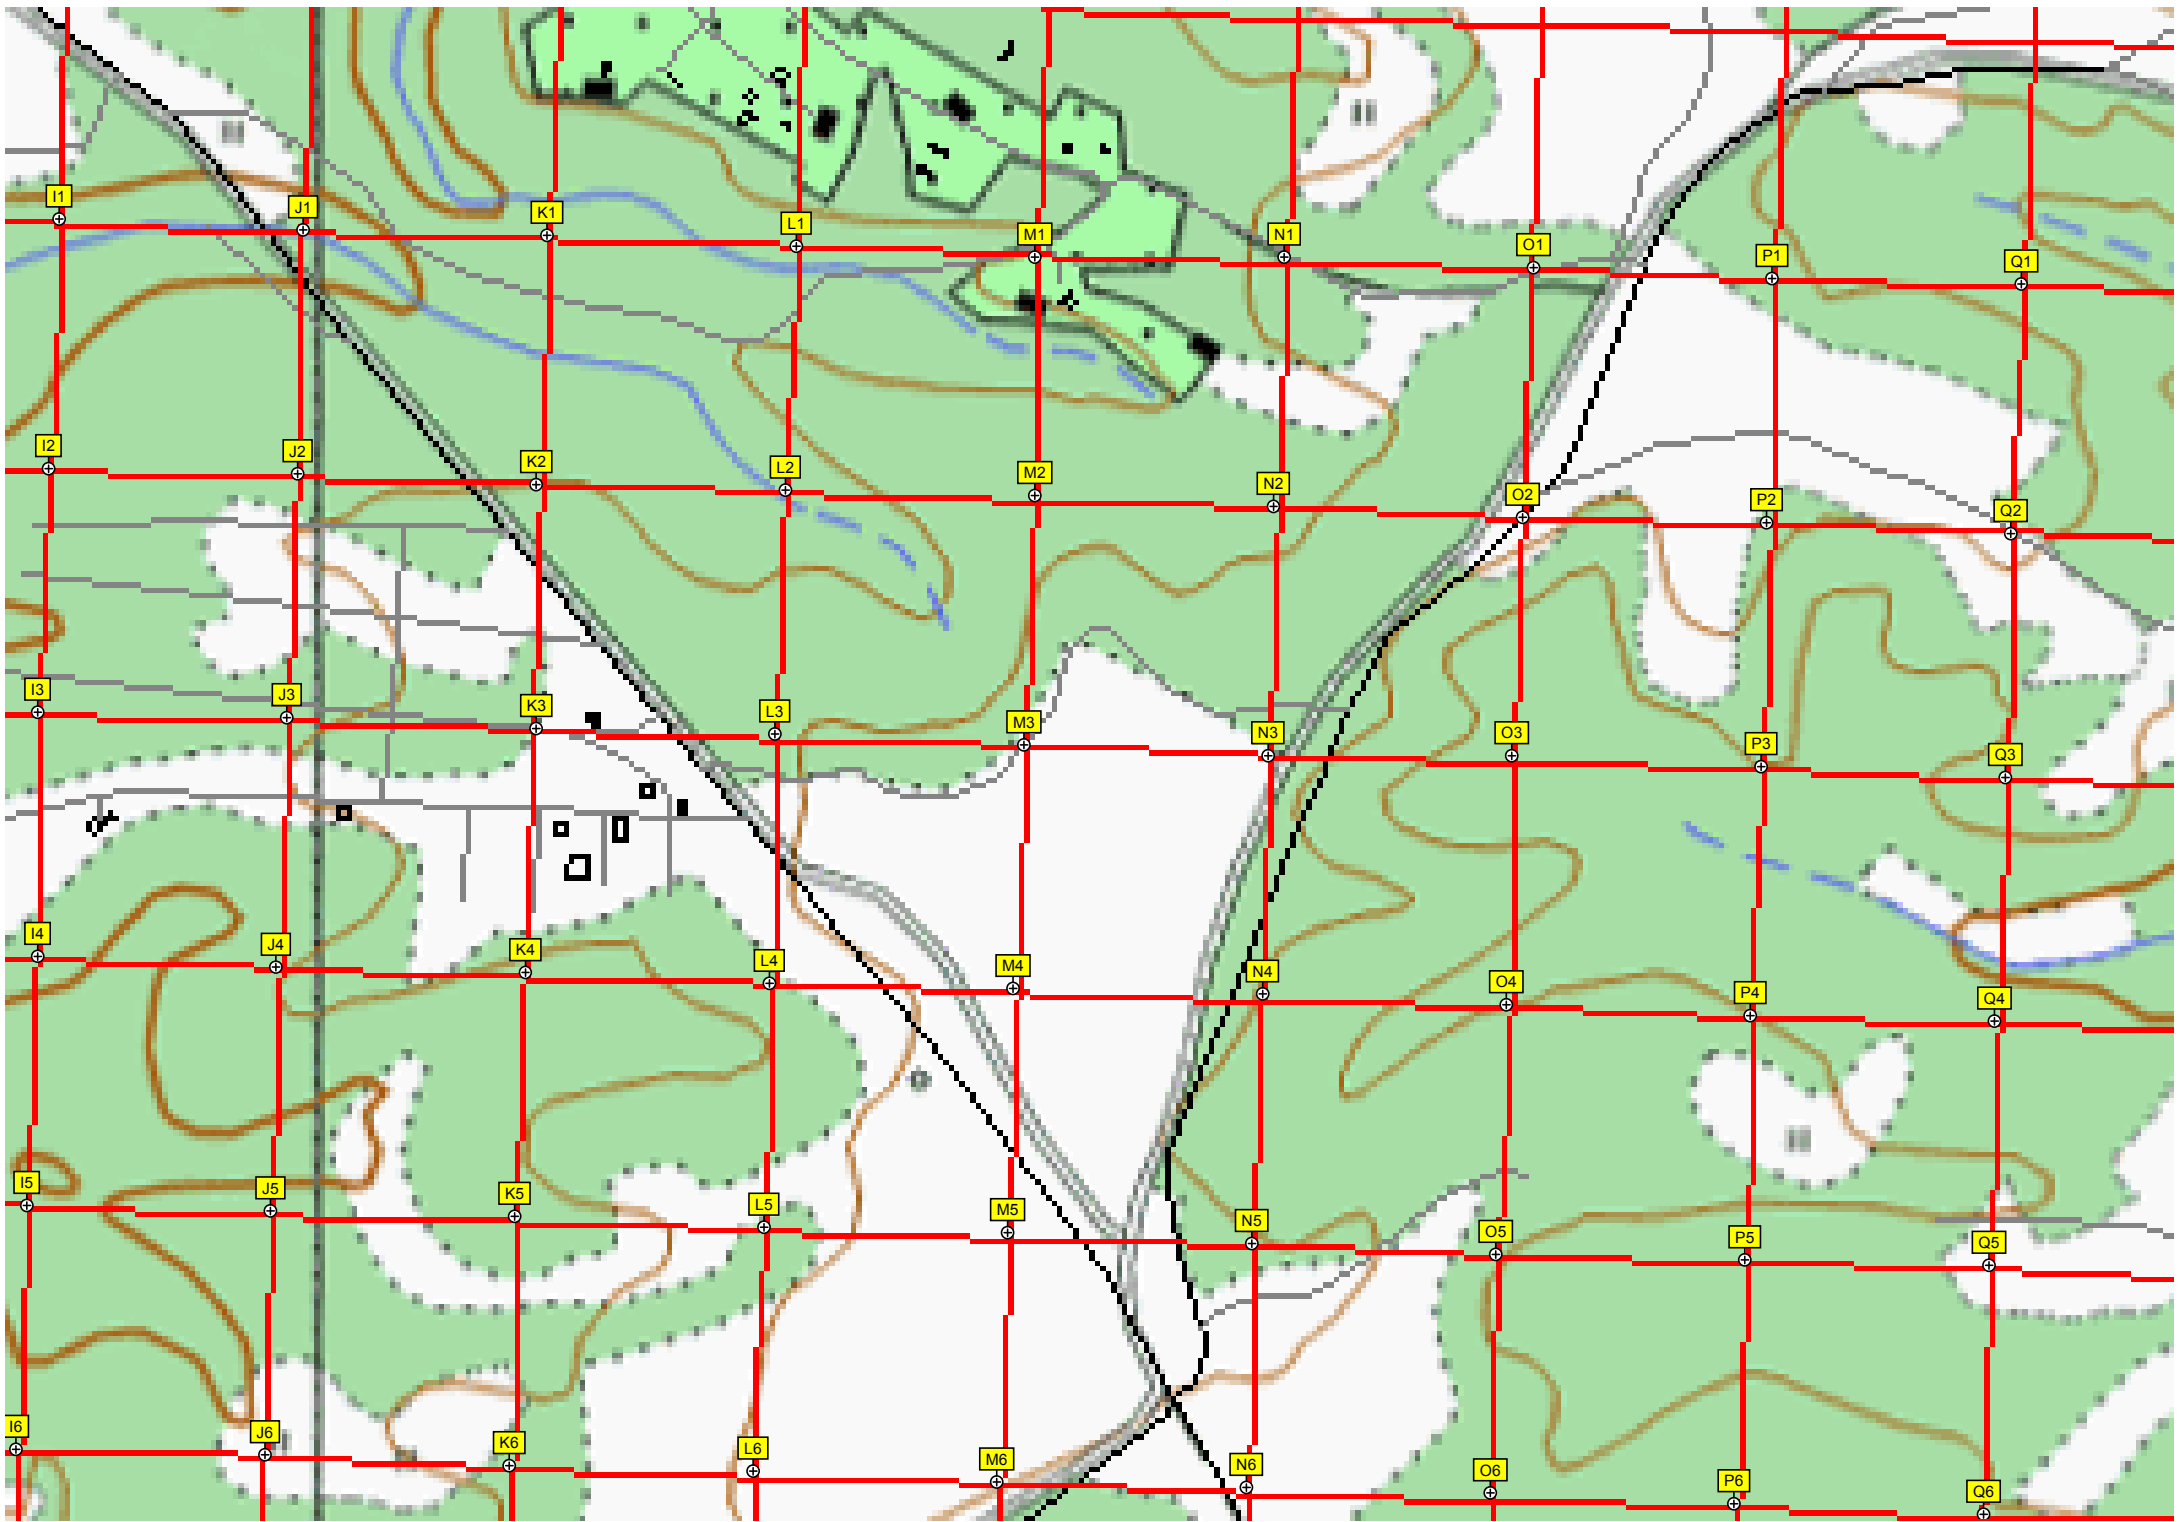 I1 J1 K1 L1 M1 N1 O1 P1 Q1
I2 J2 K2 L2 M2 N2 O2 P2 Q2
I3 J3 K3 L3 M3 N3 O3 P3 Q3
I4 J4 K4 L4 M4 N4 O4 P4 Q4
I5 J5 K5 L5 M5 N5 O5 P5 Q5
I6 J6 K6 L6 M6 N6 O6 P6 Q6